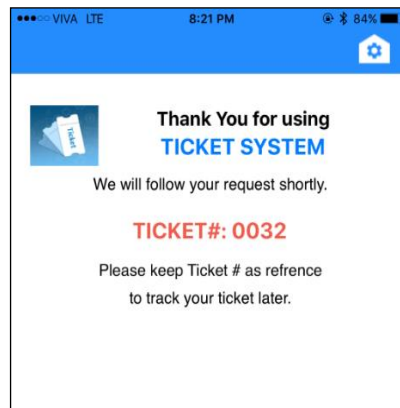 VIVA LTE 8:21 PM 84%
Thank You for using
Ticket
TICKET SYSTEM
We will follow your request shortly.
TICKET#: 0032
Please keep Ticket # as refrence
to track your ticket later.